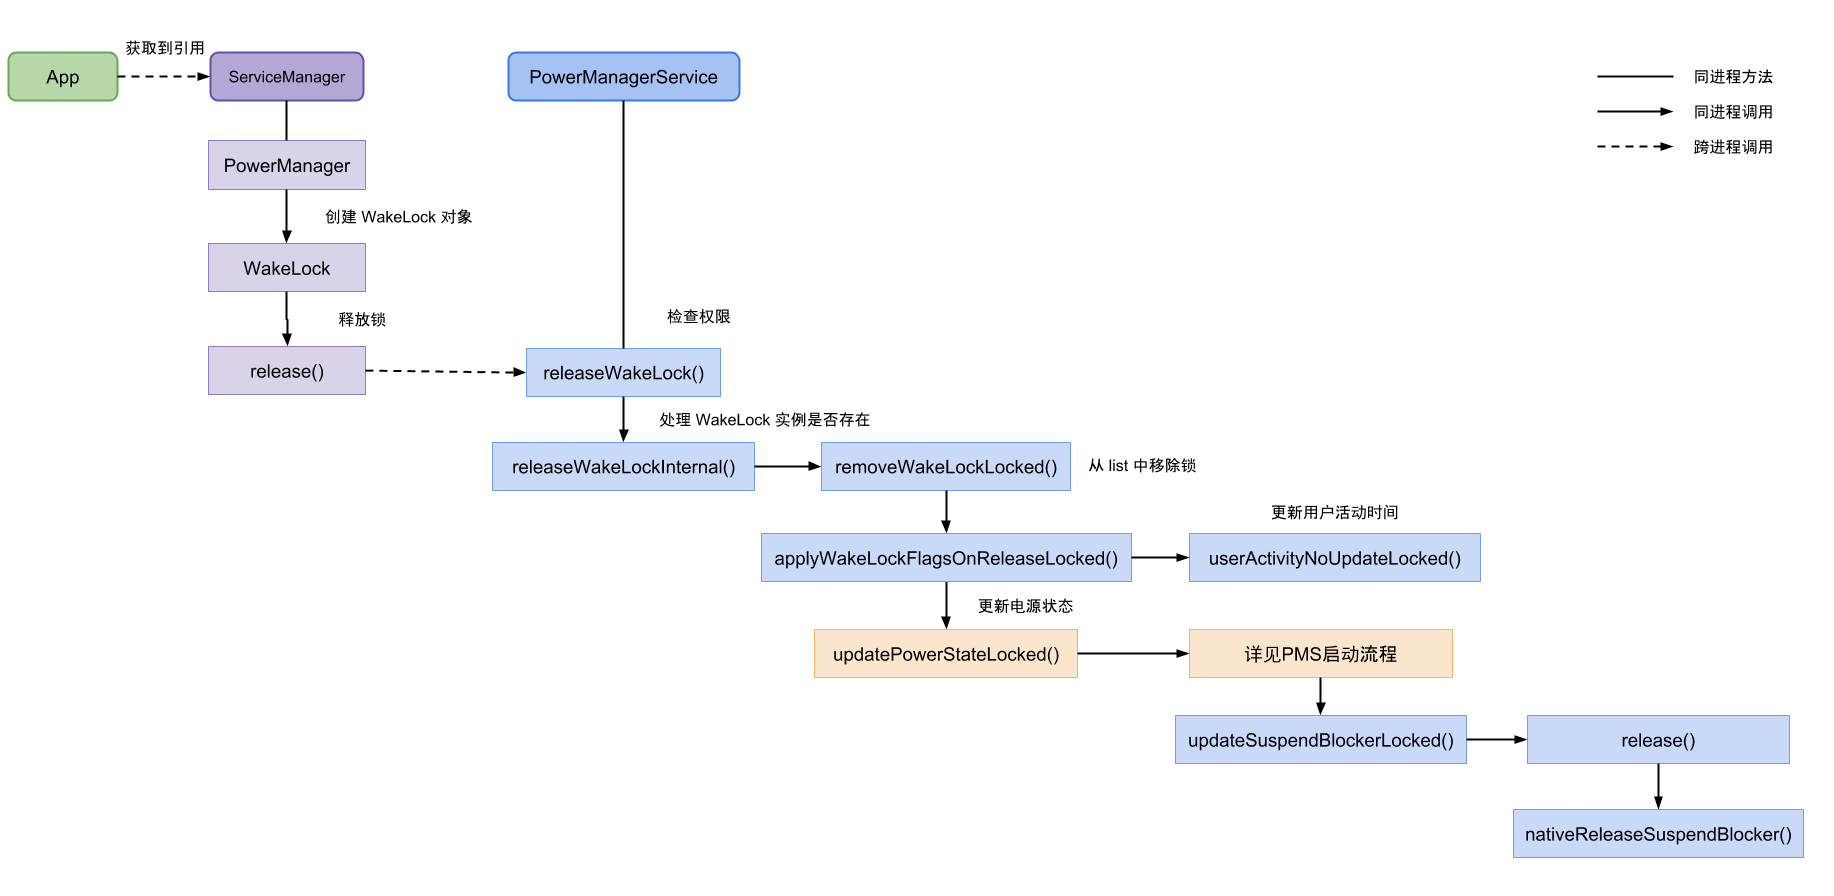 获取到引用
App
ServiceManager
PowerManagerService
同进程方法
同进程调用
跨进程调用
PowerManager
创建 WakeLock 对象
WakeLock
释放锁
检查权限
release()
releaseWakeLock()
处理 WakeLock 实例是否存在
releaseWakeLockInternal()
removeWakeLockLocked()
从 list 中移除锁
更新用户活动时间
applyWakeLockFlagsOnReleaseLocked()
userActivityNoUpdateLocked()
更新电源状态
updatePowerStateLocked()
详见PMS启动流程
updateSuspendBlockerLocked()
release()
nativeReleaseSuspendBlocker()